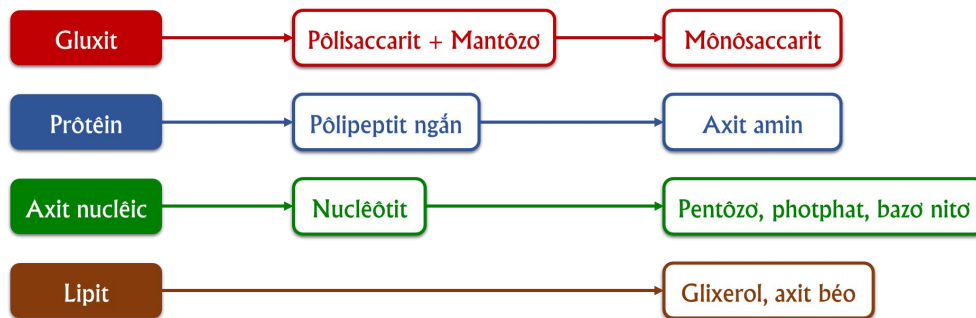 Gluxit
Pôlisaccarit + Mantôzơ
Mônôsaccarit
Prôtêin
Pôlipeptit ngắn
Axit amin
Axit nuclêic
Nuclêôtit
Pentôzơ, photphat, bazơ nitơ
Lipit
Glixerol, axit béo